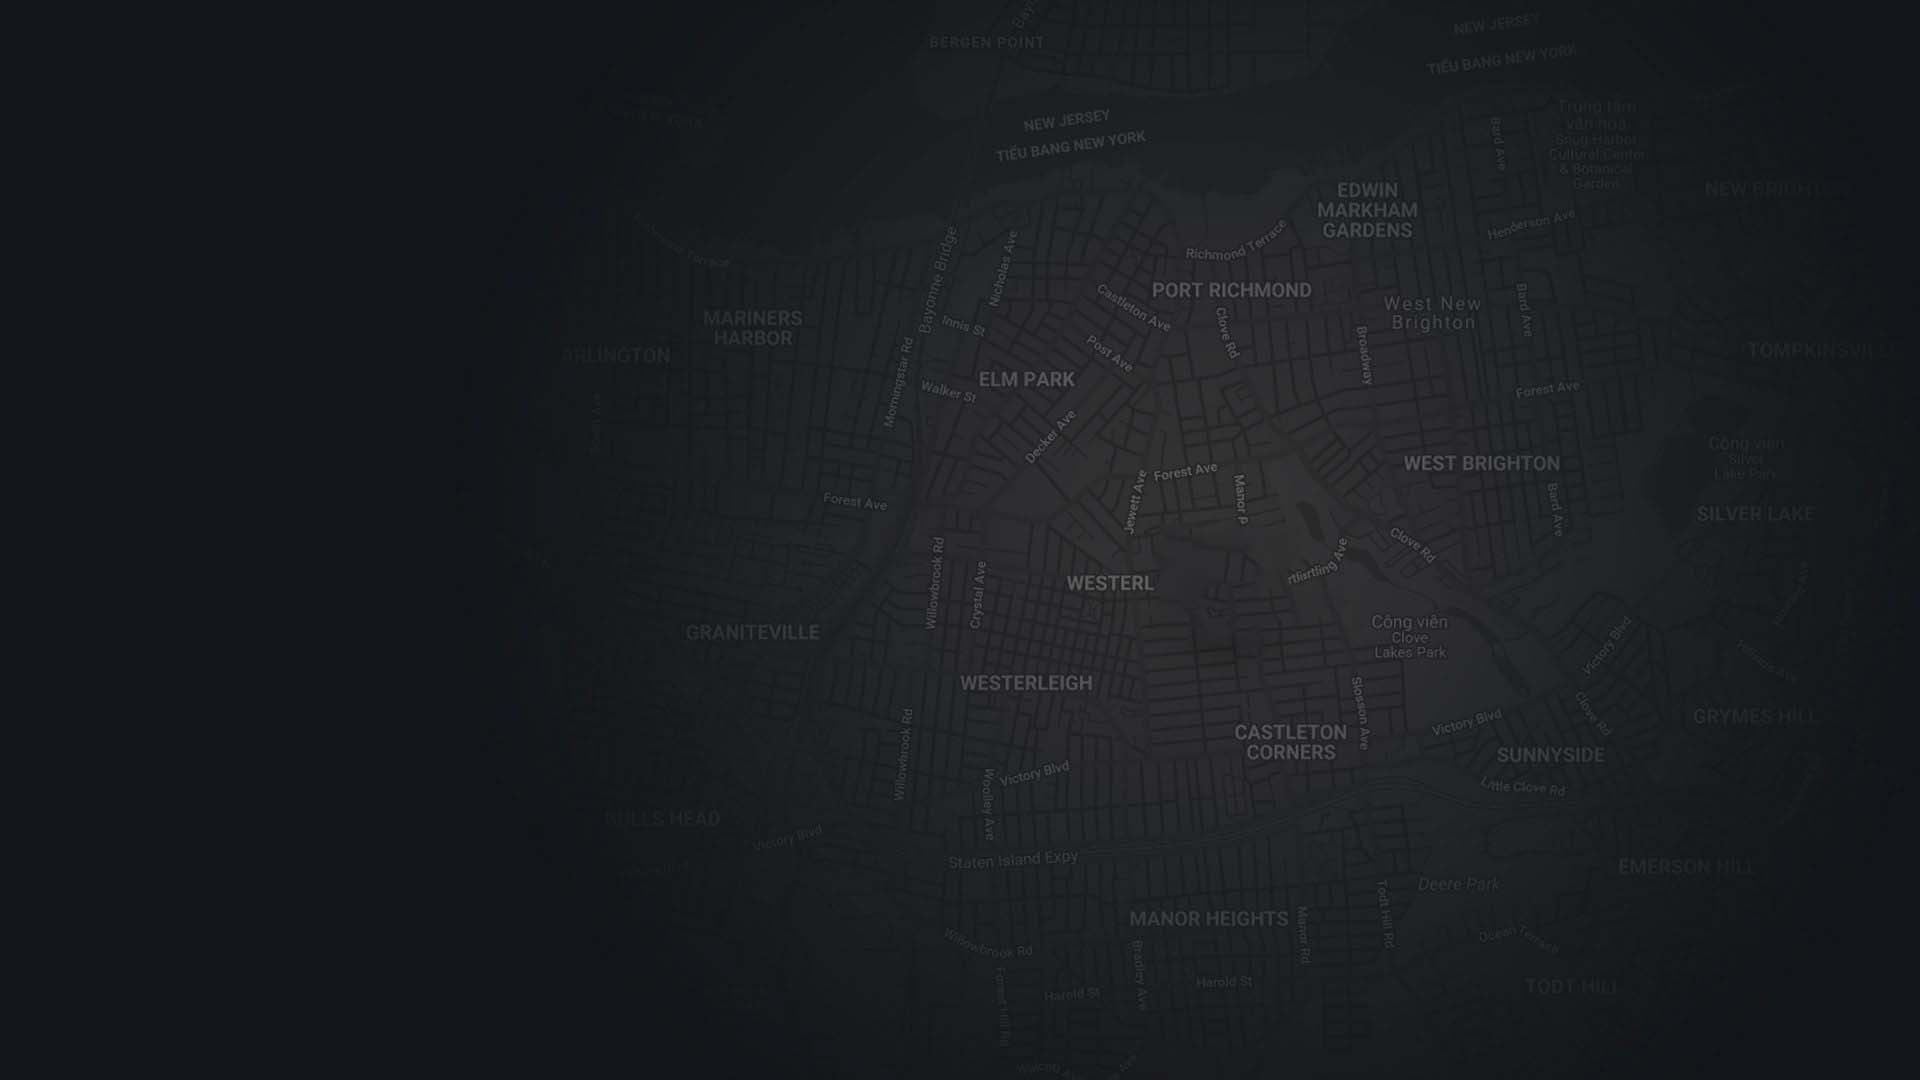 BERGEN POINT
NEW JERSEY
TIỂU BANG NEW YORK
NEW JERSEY
TIỂU BANG NEW YORK
Trung tâm
văn hóa
Snug Harbor
Cultural Center
& Botanical
Garden
Bard Ave
EDWIN
MARKHAM
GARDENS
Henderson Ave
Richmond Terrace
Bayonne Bridge
Nicholas Ave
PORT RICHMOND
Castleton Ave
West New
Brighton
Bard Ave
MARINERS
HARBOR
Innis St
Clove Rd
Post Ave
Broadway
ARLINGTON
Morningstar Rd
ELM PARK
Walker St
Forest Ave
Decker Ave
Công viên
Silver
Lake Park
WEST BRIGHTON
Forest Ave
Jewett Ave
Manor p
Forest Ave
Bard Ave
SILVER LAKE
Clove Rd
Willowbrook Rd
Crystal Ave
WESTERL
rtlisrtling Ave
GRANITEVILLE
Công viên
Clove
Lakes Park
Victory Blvd
WESTERLEIGH
Slosson Ave
Clove Rd
GRYMES HILL
Victory Blvd
CASTLETON
CORNERS
SUNNYSIDE
Willowbrook Rd
Victory Blvd
Woolley Ave
Little Clove Rd
BULLS HEAD
Victory Blvd
Staten Island Expy
EMERSON HILL
Deere Park
Todt Hill Rd
MANOR HEIGHTS
Manor Rd
Willowbrook Rd
Bradley Ave
Ocean Terrace
Harold St
Harold St
Forest Hill Rd
TODT HILL